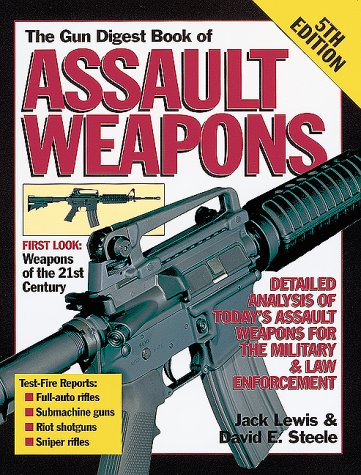 The Gun Digest Book of
5TH EDITION
ASSAULT
WEAPONS
FIRST LOOK:
Weapons
of the 21st
Century
DETAILED
ANALYSIS OF
TODAY'S ASSAULT
WEAPONS FOR
THE MILITARY
& LAW
ENFORCEMENT
Test-Fire Reports:
Full-auto rifles
Submachine guns
Riot shotguns
Sniper rifles
Jack Lewis &
David E. Steele